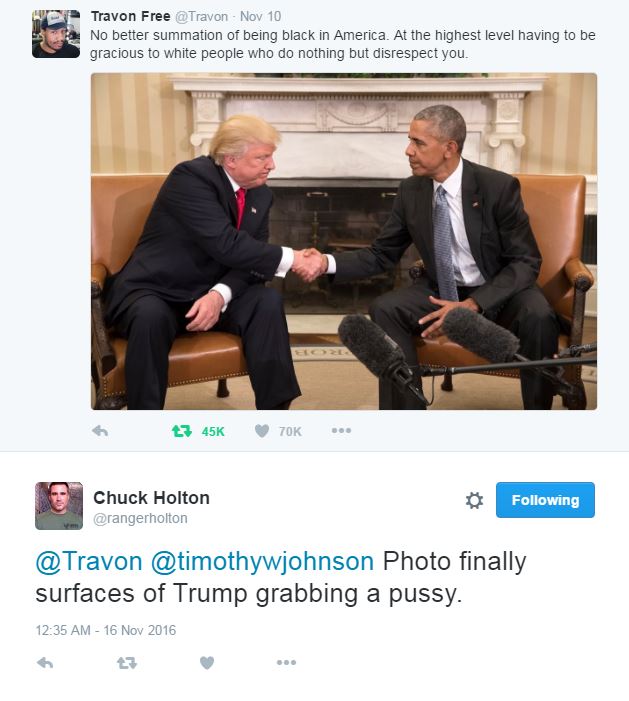 Travon Free @Travon · Nov 10
No better summation of being black in America. At the highest level having to be
gracious to white people who do nothing but disrespect you.
45K 70K
Chuck Holton
@rangerholton
Following
@Travon @timothywjohnson Photo finally
surfaces of Trump grabbing a pussy.
12:35 AM - 16 Nov 2016